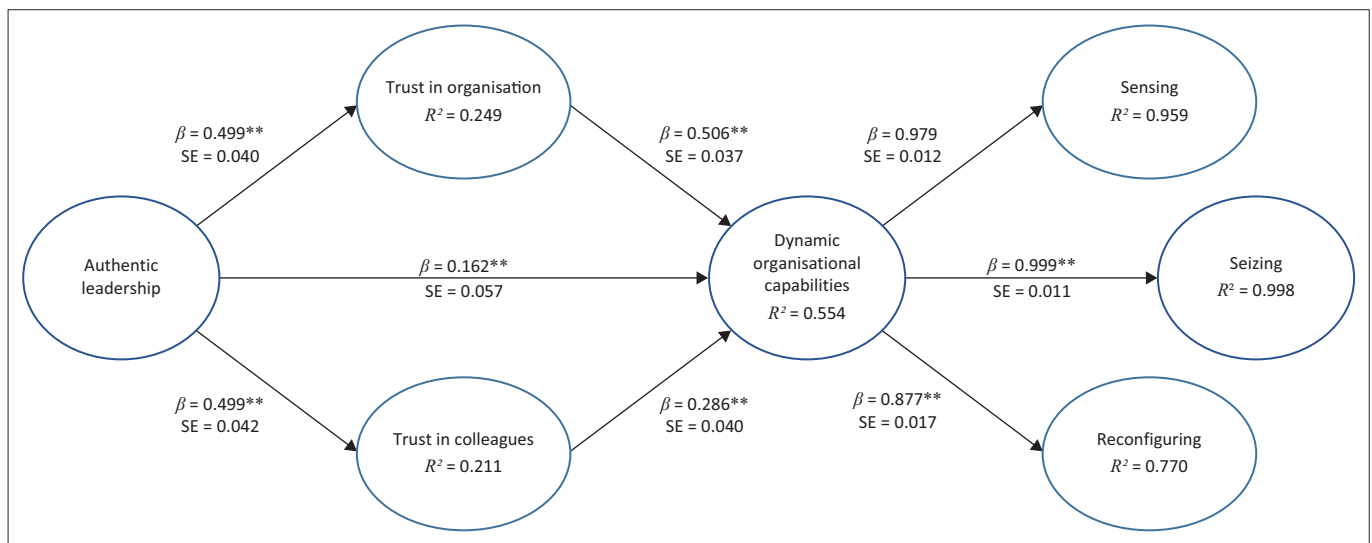 Trust in organisation
R² = 0.249
Sensing
R² = 0.959
β = 0.499**
SE = 0.040
β = 0.506**
SE = 0.037
β = 0.979
SE = 0.012
Authentic
leadership
β = 0.162**
SE = 0.057
Dynamic
organisational
capabilities
R² = 0.554
β = 0.999**
SE = 0.011
Seizing
R² = 0.998
β = 0.499**
SE = 0.042
β = 0.286**
SE = 0.040
β = 0.877**
SE = 0.017
Trust in colleagues
R² = 0.211
Reconfiguring
R² = 0.770